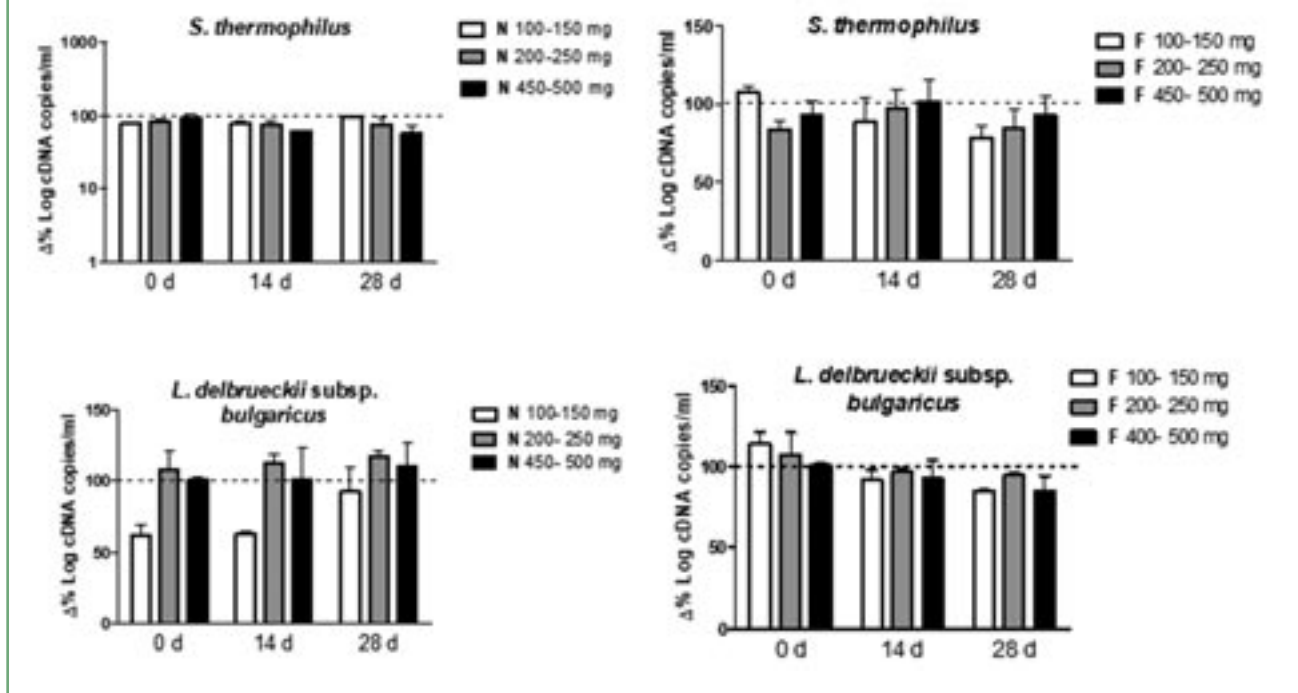 S. thermophilus
N 100-150 mg
N 200-250 mg
N 450-500 mg
Δ% Log cDNA copies/ml
1000
100
10
1
0 d 14 d 28 d
S. thermophilus
F 100-150 mg
F 200- 250 mg
F 450- 500 mg
Δ% Log cDNA copies/ml
150
100
50
0
0 d 14 d 28 d
L. delbrueckii subsp.
bulgaricus
N 100-150 mg
N 200- 250 mg
N 450- 500 mg
Δ% Log cDNA copies/ml
150
100
50
0
0 d 14 d 28 d
L. delbrueckii subsp.
bulgaricus
F 100- 150 mg
F 200- 250 mg
F 400- 500 mg
Δ% Log cDNA copies/ml
150
100
50
0
0 d 14 d 28 d